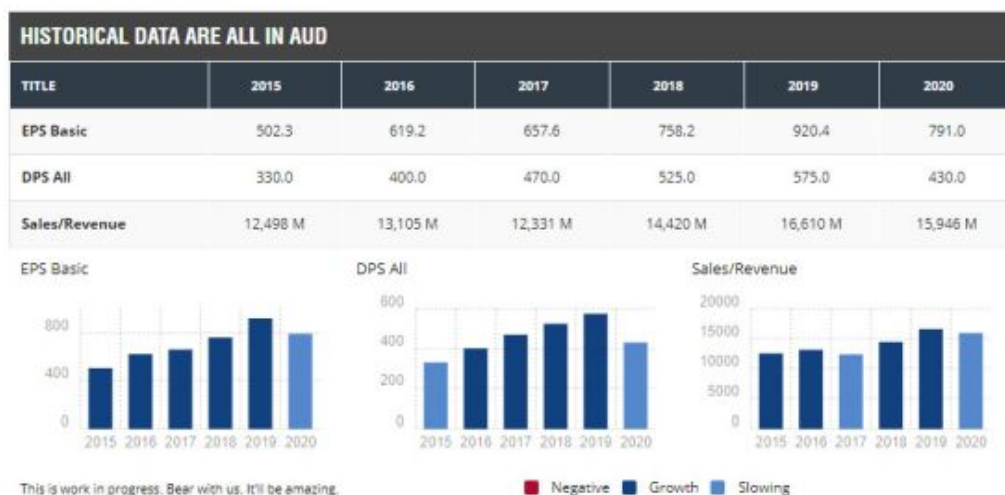 HISTORICAL DATA ARE ALL IN AUD
TITLE 2015 2016 2017 2018 2019 2020
EPS Basic 502.3 619.2 657.6 758.2 920.4 791.0
DPS All 330.0 400.0 470.0 525.0 575.0 430.0
Sales/Revenue 12,498 M 13,105 M 12,331 M 14,420 M 16,610 M 15,946 M
EPS Basic
800
400
0
2015 2016 2017 2018 2019 2020
DPS All
600
400
200
0
2015 2016 2017 2018 2019 2020
Sales/Revenue
20000
15000
10000
5000
0
2015 2016 2017 2018 2019 2020
This is work in progress. Bear with us. It'll be amazing.
Negative Growth Slowing